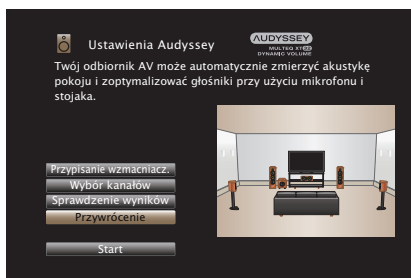 Ustawienia Audyssey
AUDYSSEY
MULTEQ XT32
DYNAMIC VOLUME
Twój odbiornik AV może automatycznie zmierzyć akustykę
pokoju i zoptymalizować głośniki przy użyciu mikrofonu i
stojaka.
Przypisanie wzmacniacz.
Wybór kanałów
Sprawdzenie wyników
Przywrócenie
Start